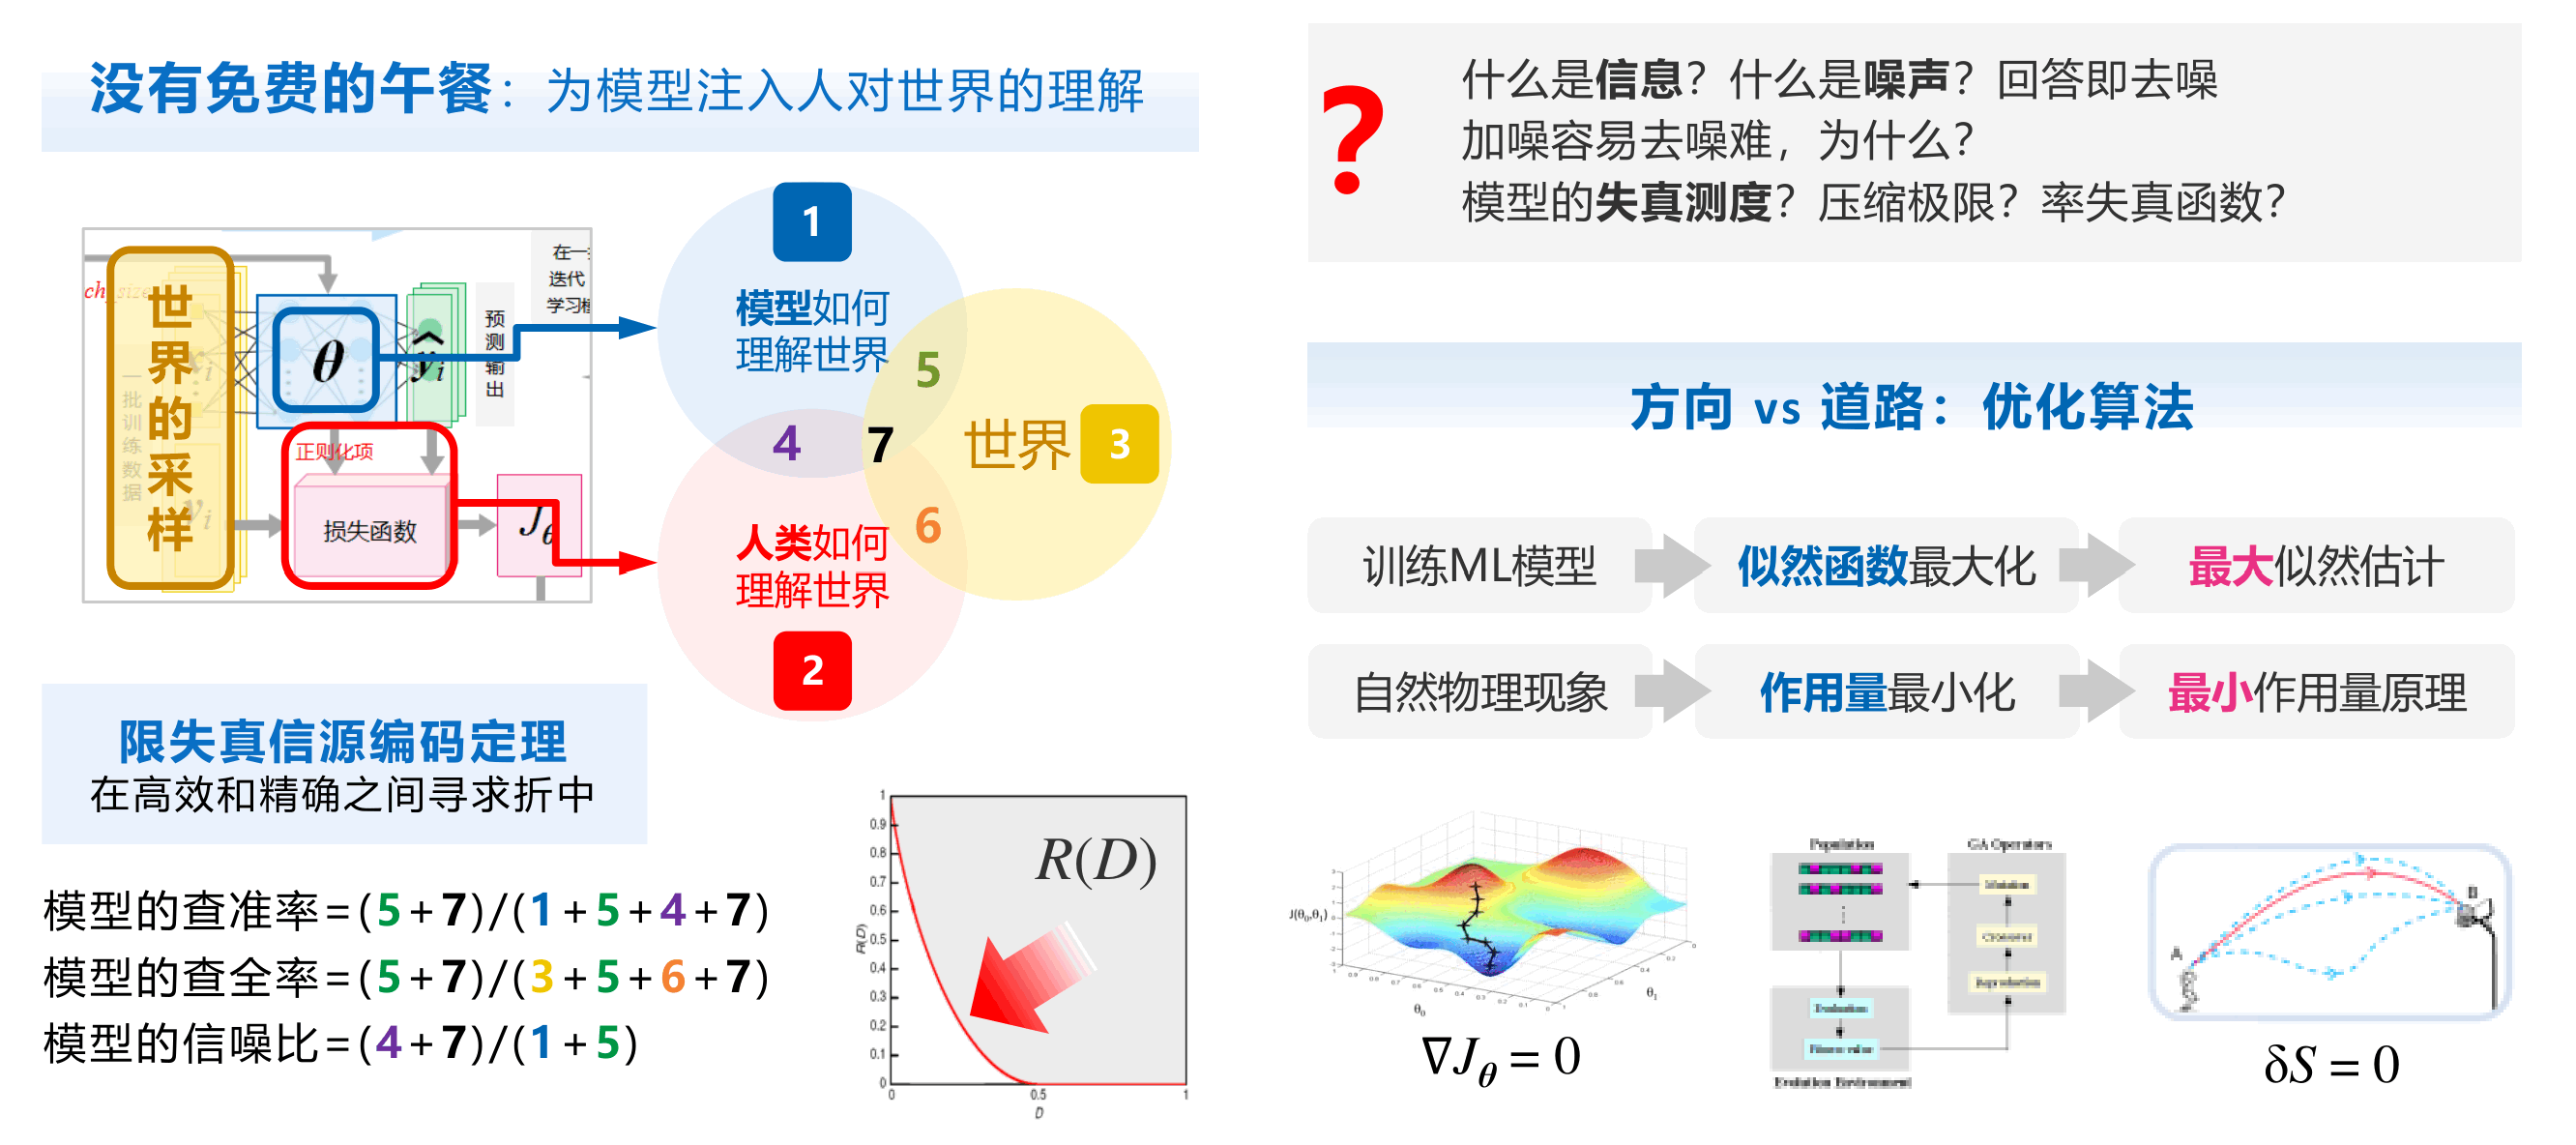 没有免费的午餐：为模型注入人对世界的理解
世界的采样
ch_size
一批训练数据
x_i
y_i
θ
ŷ_i
预测输出
在一
迭代
学习
正则化项
损失函数
J_θ
1
模型如何
理解世界
5
4
7
世界 3
6
人类如何
理解世界
2
限失真信源编码定理
在高效和精确之间寻求折中
模型的查准率=(5+7)/(1+5+4+7)
模型的查全率=(5+7)/(3+5+6+7)
模型的信噪比=(4+7)/(1+5)
R(D)
1
0.9
0.8
0.7
0.6
0.5
0.4
0.3
0.2
0.1
0
R(D)
0 0.5 1
D
?
什么是信息？什么是噪声？回答即去噪
加噪容易去噪难，为什么？
模型的失真测度？压缩极限？率失真函数？
方向 vs 道路：优化算法
训练ML模型 似然函数最大化 最大似然估计
自然物理现象 作用量最小化 最小作用量原理
J(θ₀,θ₁)
θ₀
θ₁
∇J_θ = 0
Population
GA Operators
Mutation
Crossover
Reproduction
Evaluation
Fitness value
Evolution Environment
A
B
δS = 0